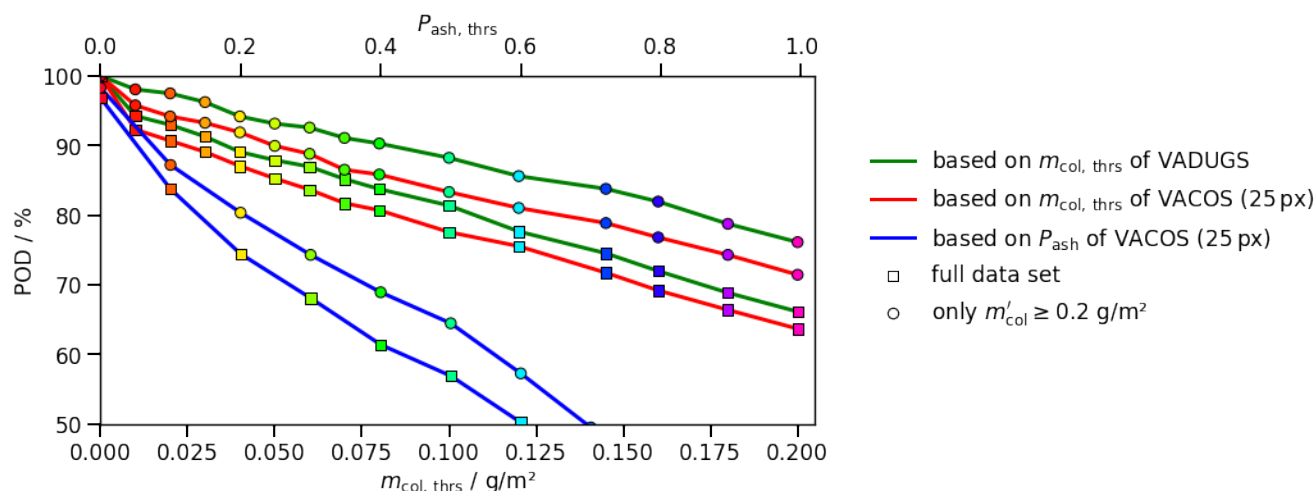 P_ash, thrs
0.0 0.2 0.4 0.6 0.8 1.0
100
90
80
70
60
50
POD / %
0.000 0.025 0.050 0.075 0.100 0.125 0.150 0.175 0.200
m_col, thrs / g/m²
based on m_col, thrs of VADUGS
based on m_col, thrs of VACOS (25 px)
based on P_ash of VACOS (25 px)
full data set
only m′_col ≥ 0.2 g/m²